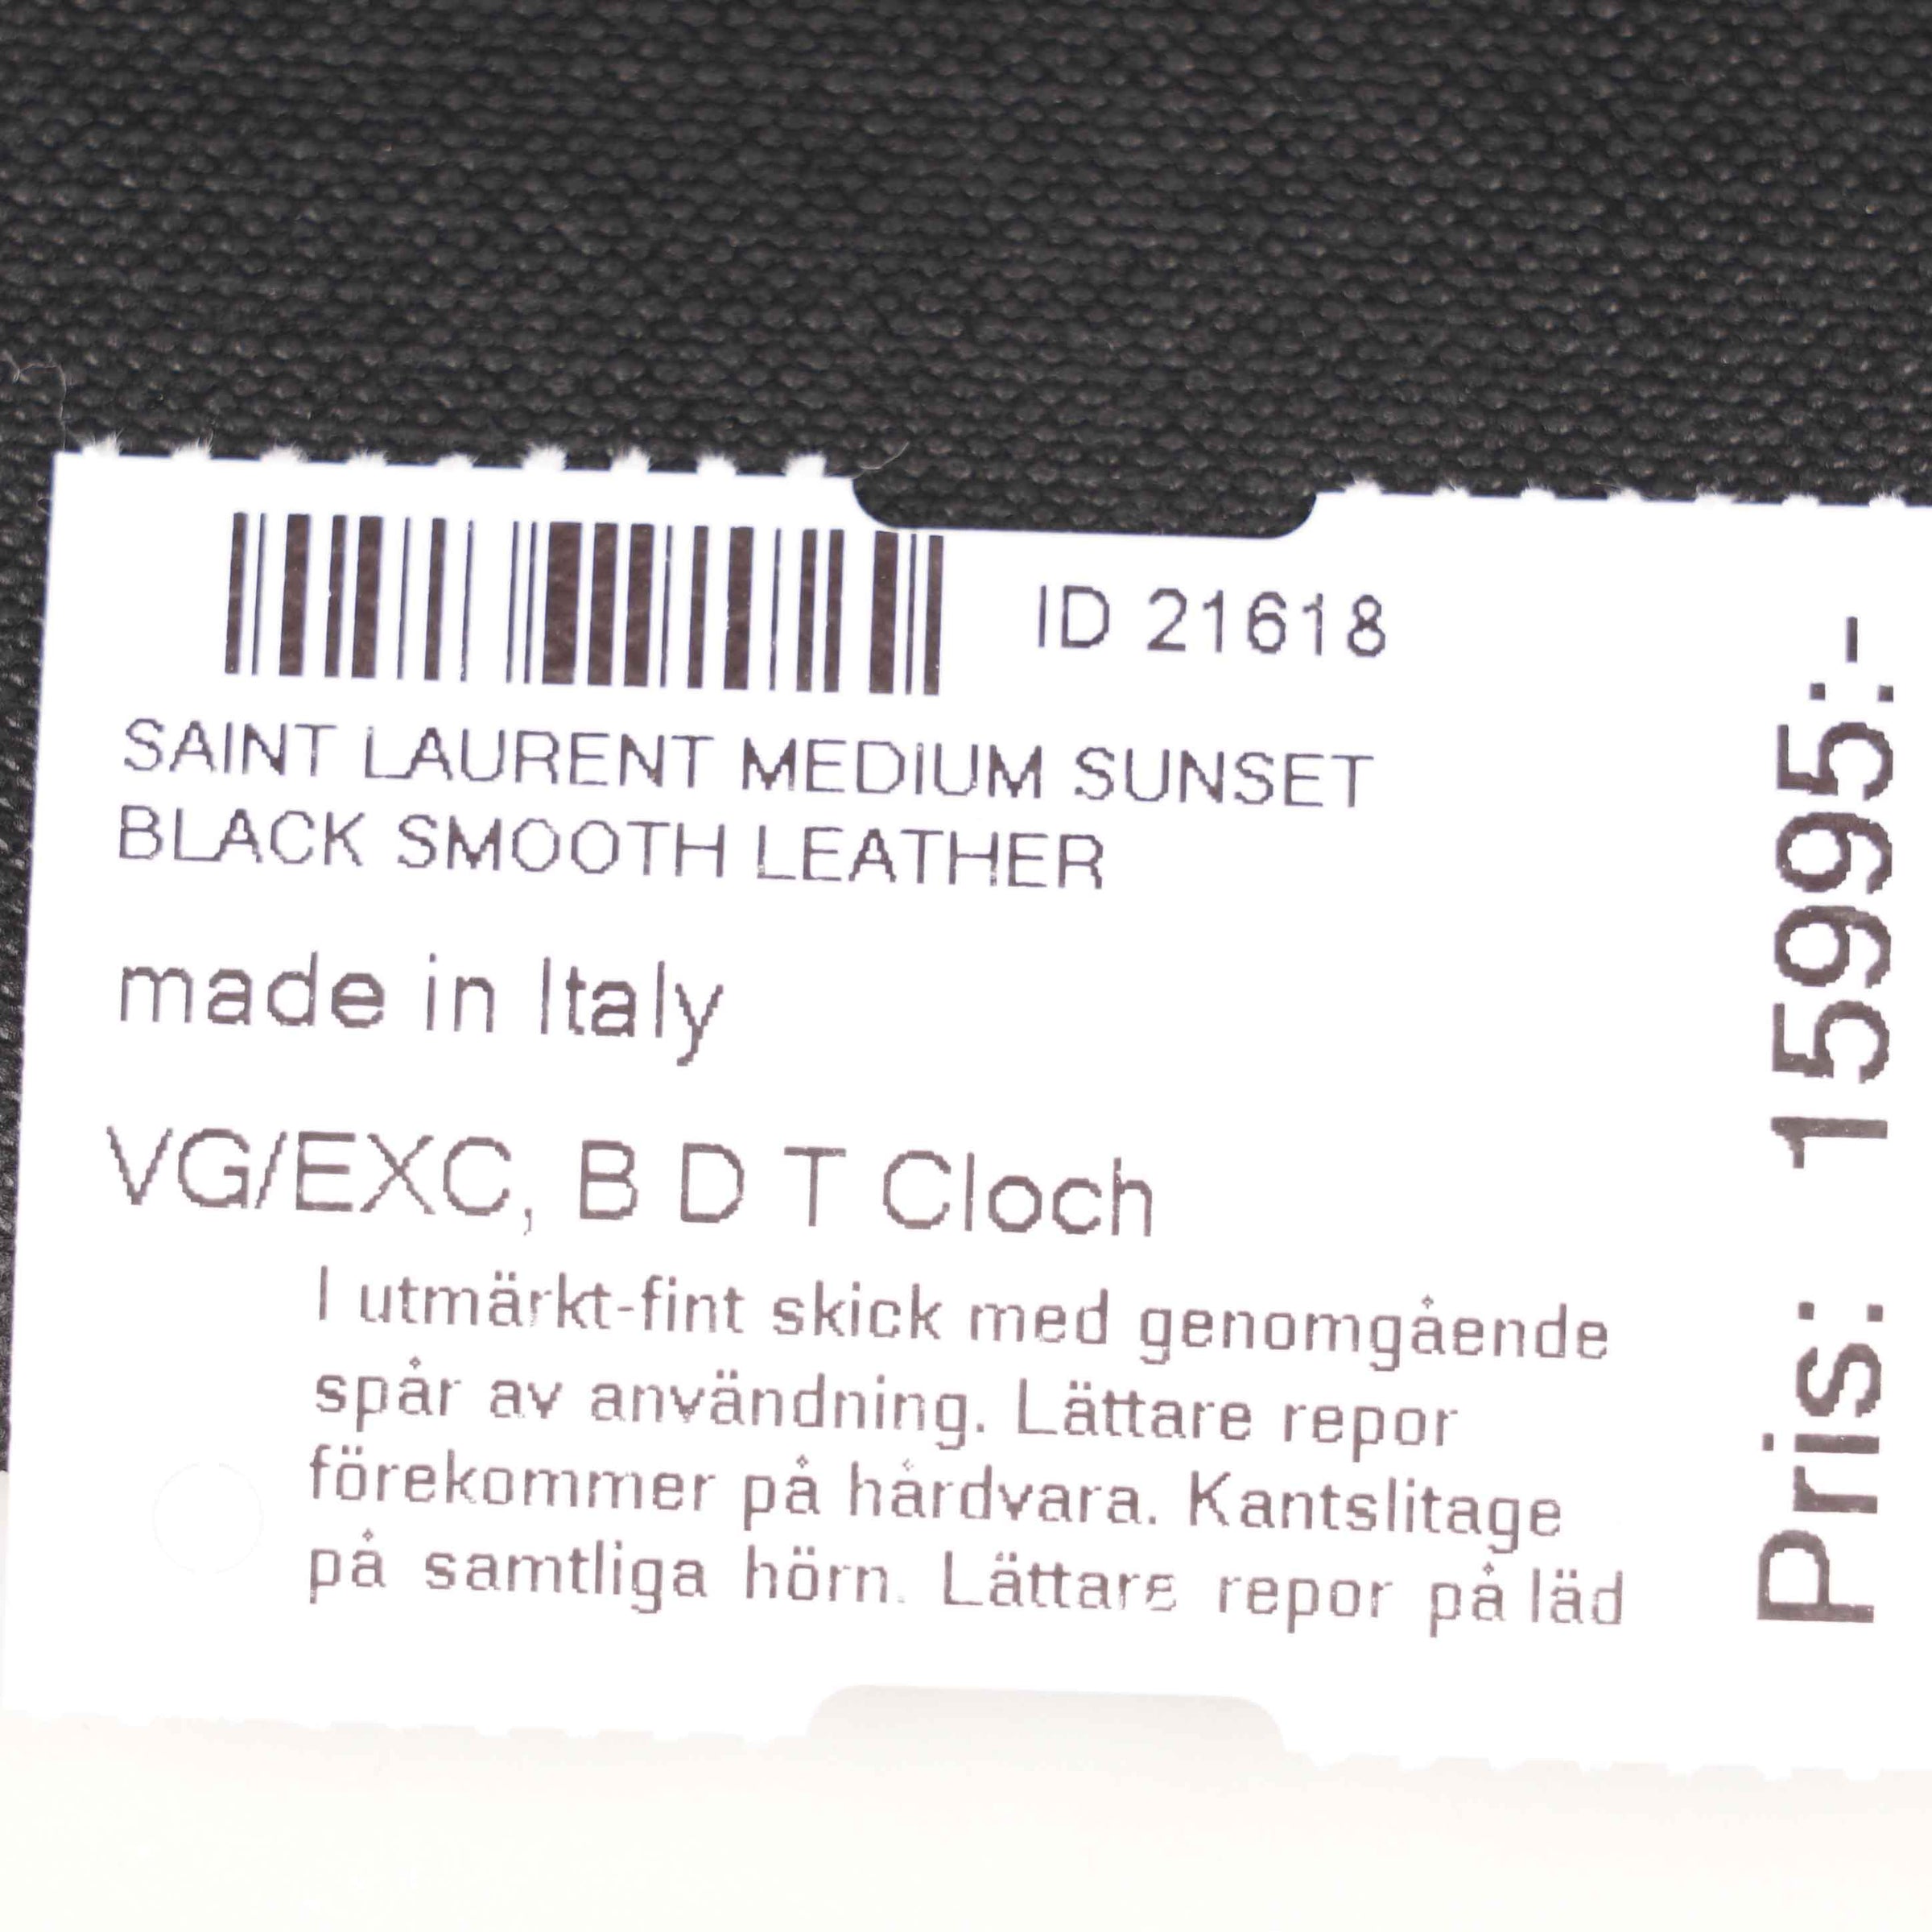 ID 21618
SAINT LAURENT MEDIUM SUNSET
BLACK SMOOTH LEATHER
made in Italy
VG/EXC, B D T Cloch
I utmärkt-fint skick med genomgående
spår av användning. Lättare repor
förekommer på hårdvara. Kantslitage
på samtliga hörn. Lättare repor på läd
Pris: 15995:-